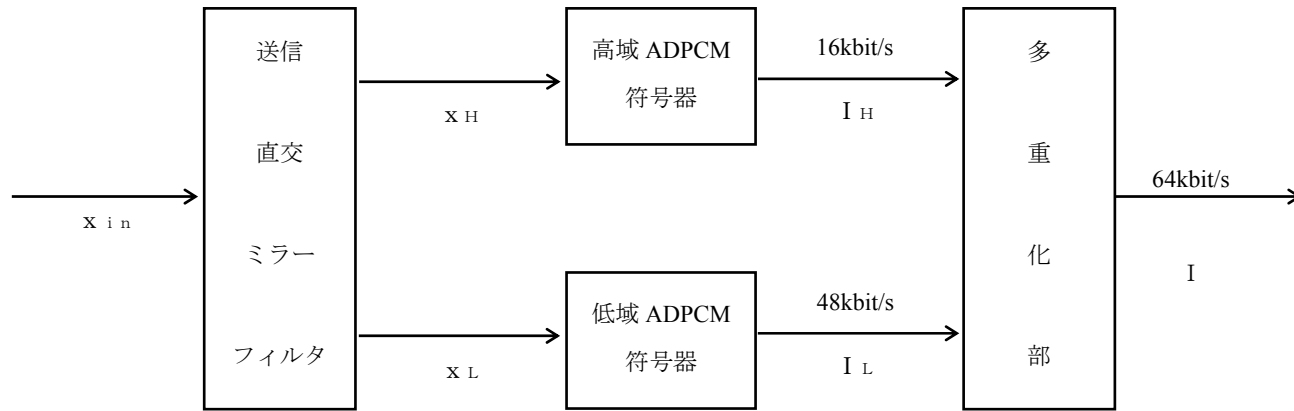 送信
直交
ミラー
フィルタ
高域 ADPCM
符号器
低域 ADPCM
符号器
多
重
化
部
x in
x H
x L
16kbit/s
I H
48kbit/s
I L
64kbit/s
I